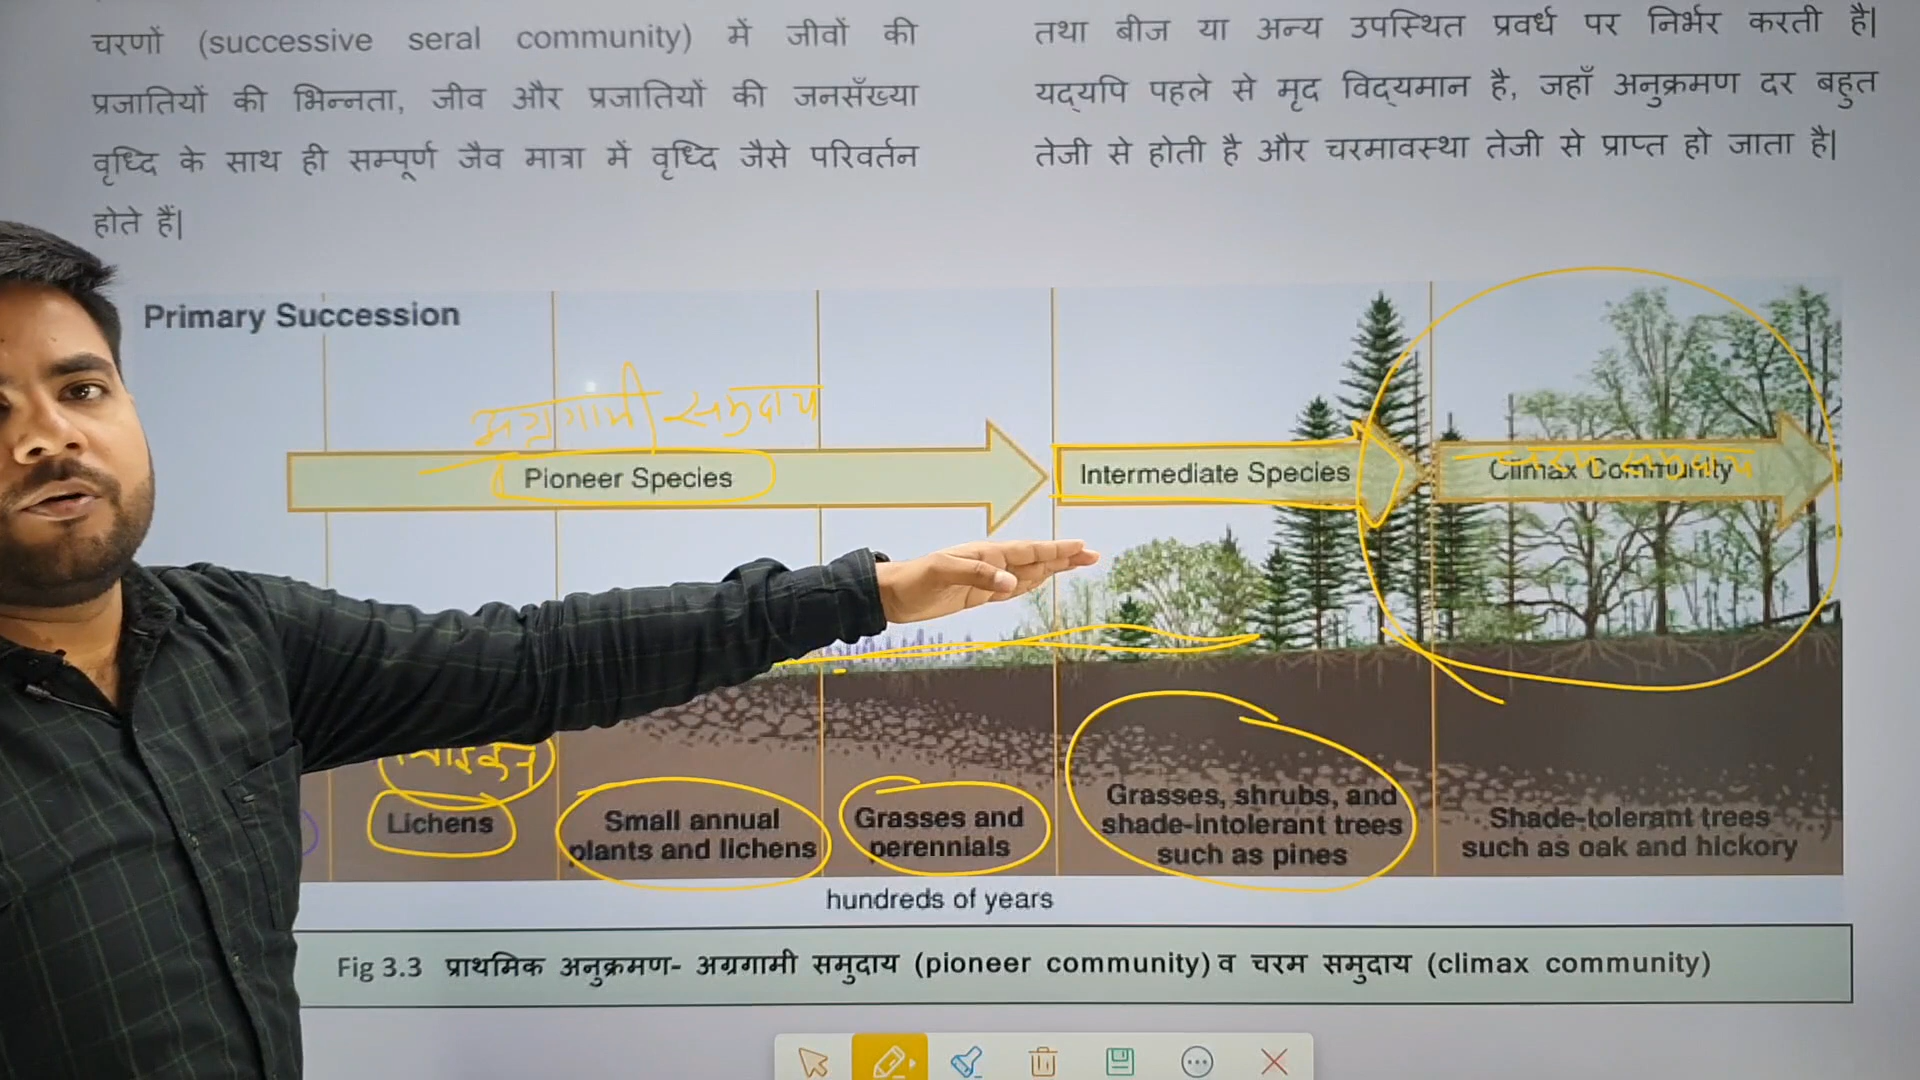 चरणों (successive seral community) में जीवों की
प्रजातियों की भिन्नता, जीव और प्रजातियों की जनसँख्या
वृध्दि के साथ ही सम्पूर्ण जैव मात्रा में वृध्दि जैसे परिवर्तन
होते हैं|
तथा बीज या अन्य उपस्थित प्रवर्ध पर निर्भर करती है|
यद्यपि पहले से मृद विद्यमान है, जहाँ अनुक्रमण दर बहुत
तेजी से होती है और चरमावस्था तेजी से प्राप्त हो जाता है|
Primary Succession
अग्रगामी समुदाय
Pioneer Species
Intermediate Species
Climax Community
चरम समुदाय
Lichens
Small annual
plants and lichens
Grasses and
perennials
Grasses, shrubs, and
shade-intolerant trees
such as pines
Shade-tolerant trees
such as oak and hickory
hundreds of years
Fig 3.3 प्राथमिक अनुक्रमण- अग्रगामी समुदाय (pioneer community) व चरम समुदाय (climax community)